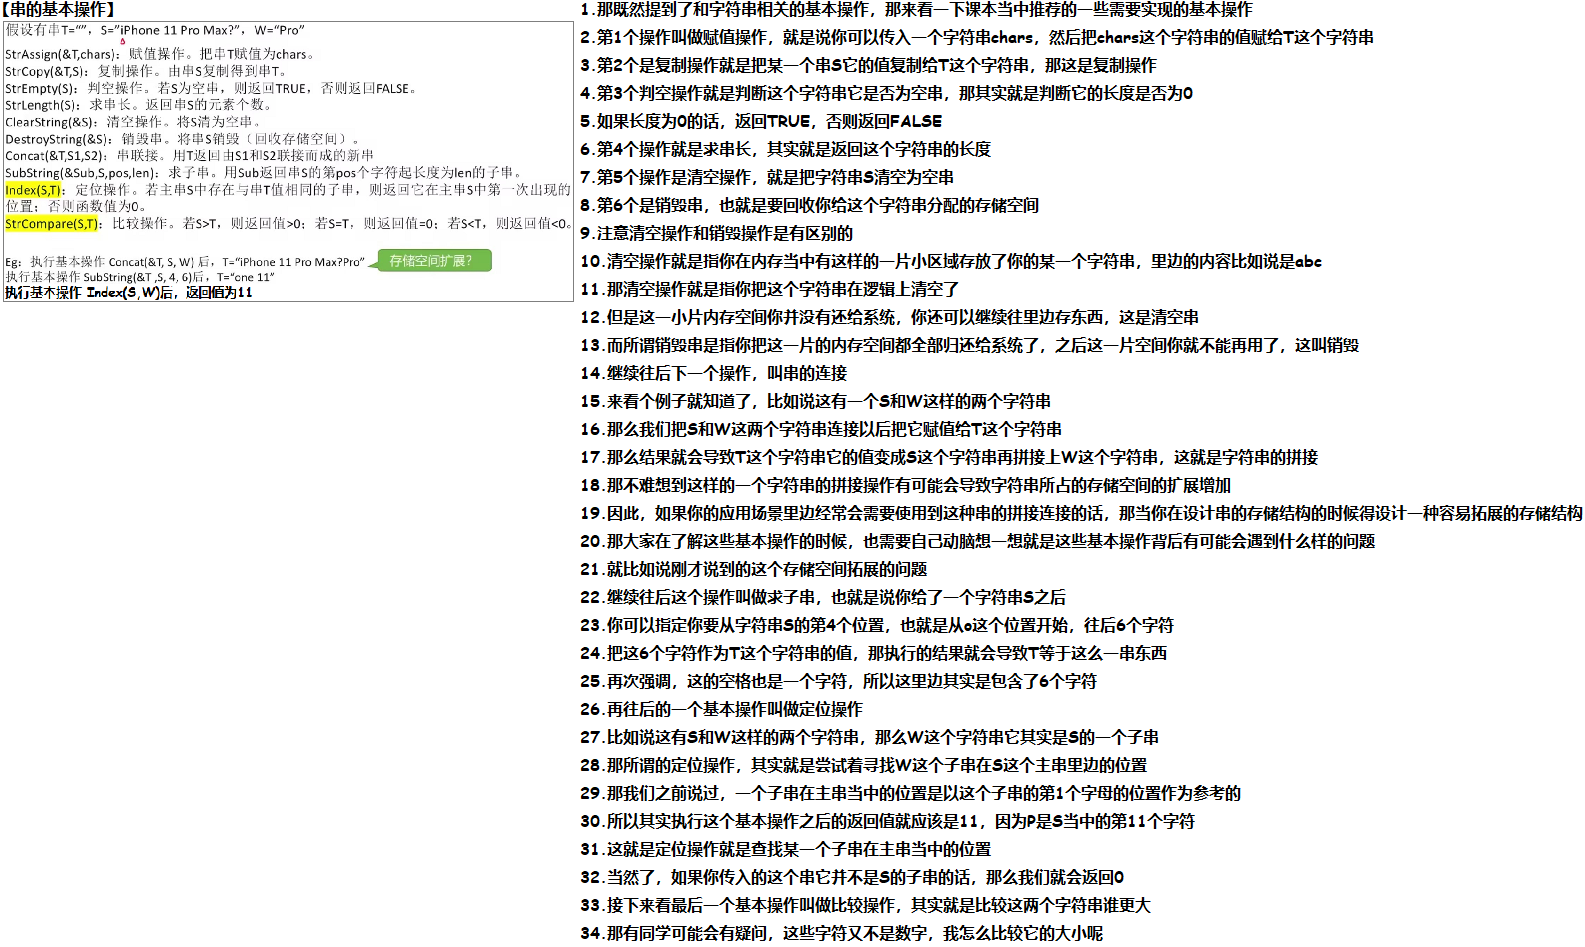 【串的基本操作】
假设有串T=“”，S=“iPhone 11 Pro Max?”，W=“Pro”
StrAssign(&T,chars)：赋值操作。把串T赋值为chars。
StrCopy(&T,S)：复制操作。由串S复制得到串T。
StrEmpty(S)：判空操作。若S为空串，则返回TRUE，否则返回FALSE。
StrLength(S)：求串长。返回串S的元素个数。
ClearString(&S)：清空操作。将S清为空串。
DestroyString(&S)：销毁串。将串S销毁（回收存储空间）。
Concat(&T,S1,S2)：串联接。用T返回由S1和S2联接而成的新串
SubString(&Sub,S,pos,len)：求子串。用Sub返回串S的第pos个字符起长度为len的子串。
Index(S,T)：定位操作。若主串S中存在与串T值相同的子串，则返回它在主串S中第一次出现的
位置；否则函数值为0。
StrCompare(S,T)：比较操作。若S>T，则返回值>0；若S=T，则返回值=0；若S<T，则返回值<0。
Eg：执行基本操作 Concat(&T, S, W) 后，T=“iPhone 11 Pro Max?Pro”
存储空间扩展？
执行基本操作 SubString(&T ,S, 4, 6)后，T=“one 11”
执行基本操作 Index(S,W)后，返回值为11
1.那既然提到了和字符串相关的基本操作，那来看一下课本当中推荐的一些需要实现的基本操作
2.第1个操作叫做赋值操作，就是说你可以传入一个字符串chars，然后把chars这个字符串的值赋给T这个字符串
3.第2个是复制操作就是把某一个串S它的值复制给T这个字符串，那这是复制操作
4.第3个判空操作就是判断这个字符串它是否为空串，那其实就是判断它的长度是否为0
5.如果长度为0的话，返回TRUE，否则返回FALSE
6.第4个操作就是求串长，其实就是返回这个字符串的长度
7.第5个操作是清空操作，就是把字符串S清空为空串
8.第6个是销毁串，也就是要回收你给这个字符串分配的存储空间
9.注意清空操作和销毁操作是有区别的
10.清空操作就是指你在内存当中有这样的一片小区域存放了你的某一个字符串，里边的内容比如说是abc
11.那清空操作就是指你把这个字符串在逻辑上清空了
12.但是这一小片内存空间你并没有还给系统，你还可以继续往里边存东西，这是清空串
13.而所谓销毁串是指你把这一片的内存空间都全部归还给系统了，之后这一片空间你就不能再用了，这叫销毁
14.继续往后下一个操作，叫串的连接
15.来看个例子就知道了，比如说这有一个S和W这样的两个字符串
16.那么我们把S和W这两个字符串连接以后把它赋值给T这个字符串
17.那么结果就会导致T这个字符串它的值变成S这个字符串再拼接上W这个字符串，这就是字符串的拼接
18.那不难想到这样的一个字符串的拼接操作有可能会导致字符串所占的存储空间的扩展增加
19.因此，如果你的应用场景里边经常会需要使用到这种串的拼接连接的话，那当你在设计串的存储结构的时候得设计一种容易拓展的存储结构
20.那大家在了解这些基本操作的时候，也需要自己动脑想一想就是这些基本操作背后有可能会遇到什么样的问题
21.就比如说刚才说到的这个存储空间拓展的问题
22.继续往后这个操作叫做求子串，也就是说你给了一个字符串S之后
23.你可以指定你要从字符串S的第4个位置，也就是从o这个位置开始，往后6个字符
24.把这6个字符作为T这个字符串的值，那执行的结果就会导致T等于这么一串东西
25.再次强调，这的空格也是一个字符，所以这里边其实是包含了6个字符
26.再往后的一个基本操作叫做定位操作
27.比如说这有S和W这样的两个字符串，那么W这个字符串它其实是S的一个子串
28.那所谓的定位操作，其实就是尝试着寻找W这个子串在S这个主串里边的位置
29.那我们之前说过，一个子串在主串当中的位置是以这个子串的第1个字母的位置作为参考的
30.所以其实执行这个基本操作之后的返回值就应该是11，因为P是S当中的第11个字符
31.这就是定位操作就是查找某一个子串在主串当中的位置
32.当然了，如果你传入的这个串它并不是S的子串的话，那么我们就会返回0
33.接下来看最后一个基本操作叫做比较操作，其实就是比较这两个字符串谁更大
34.那有同学可能会有疑问，这些字符又不是数字，我怎么比较它的大小呢